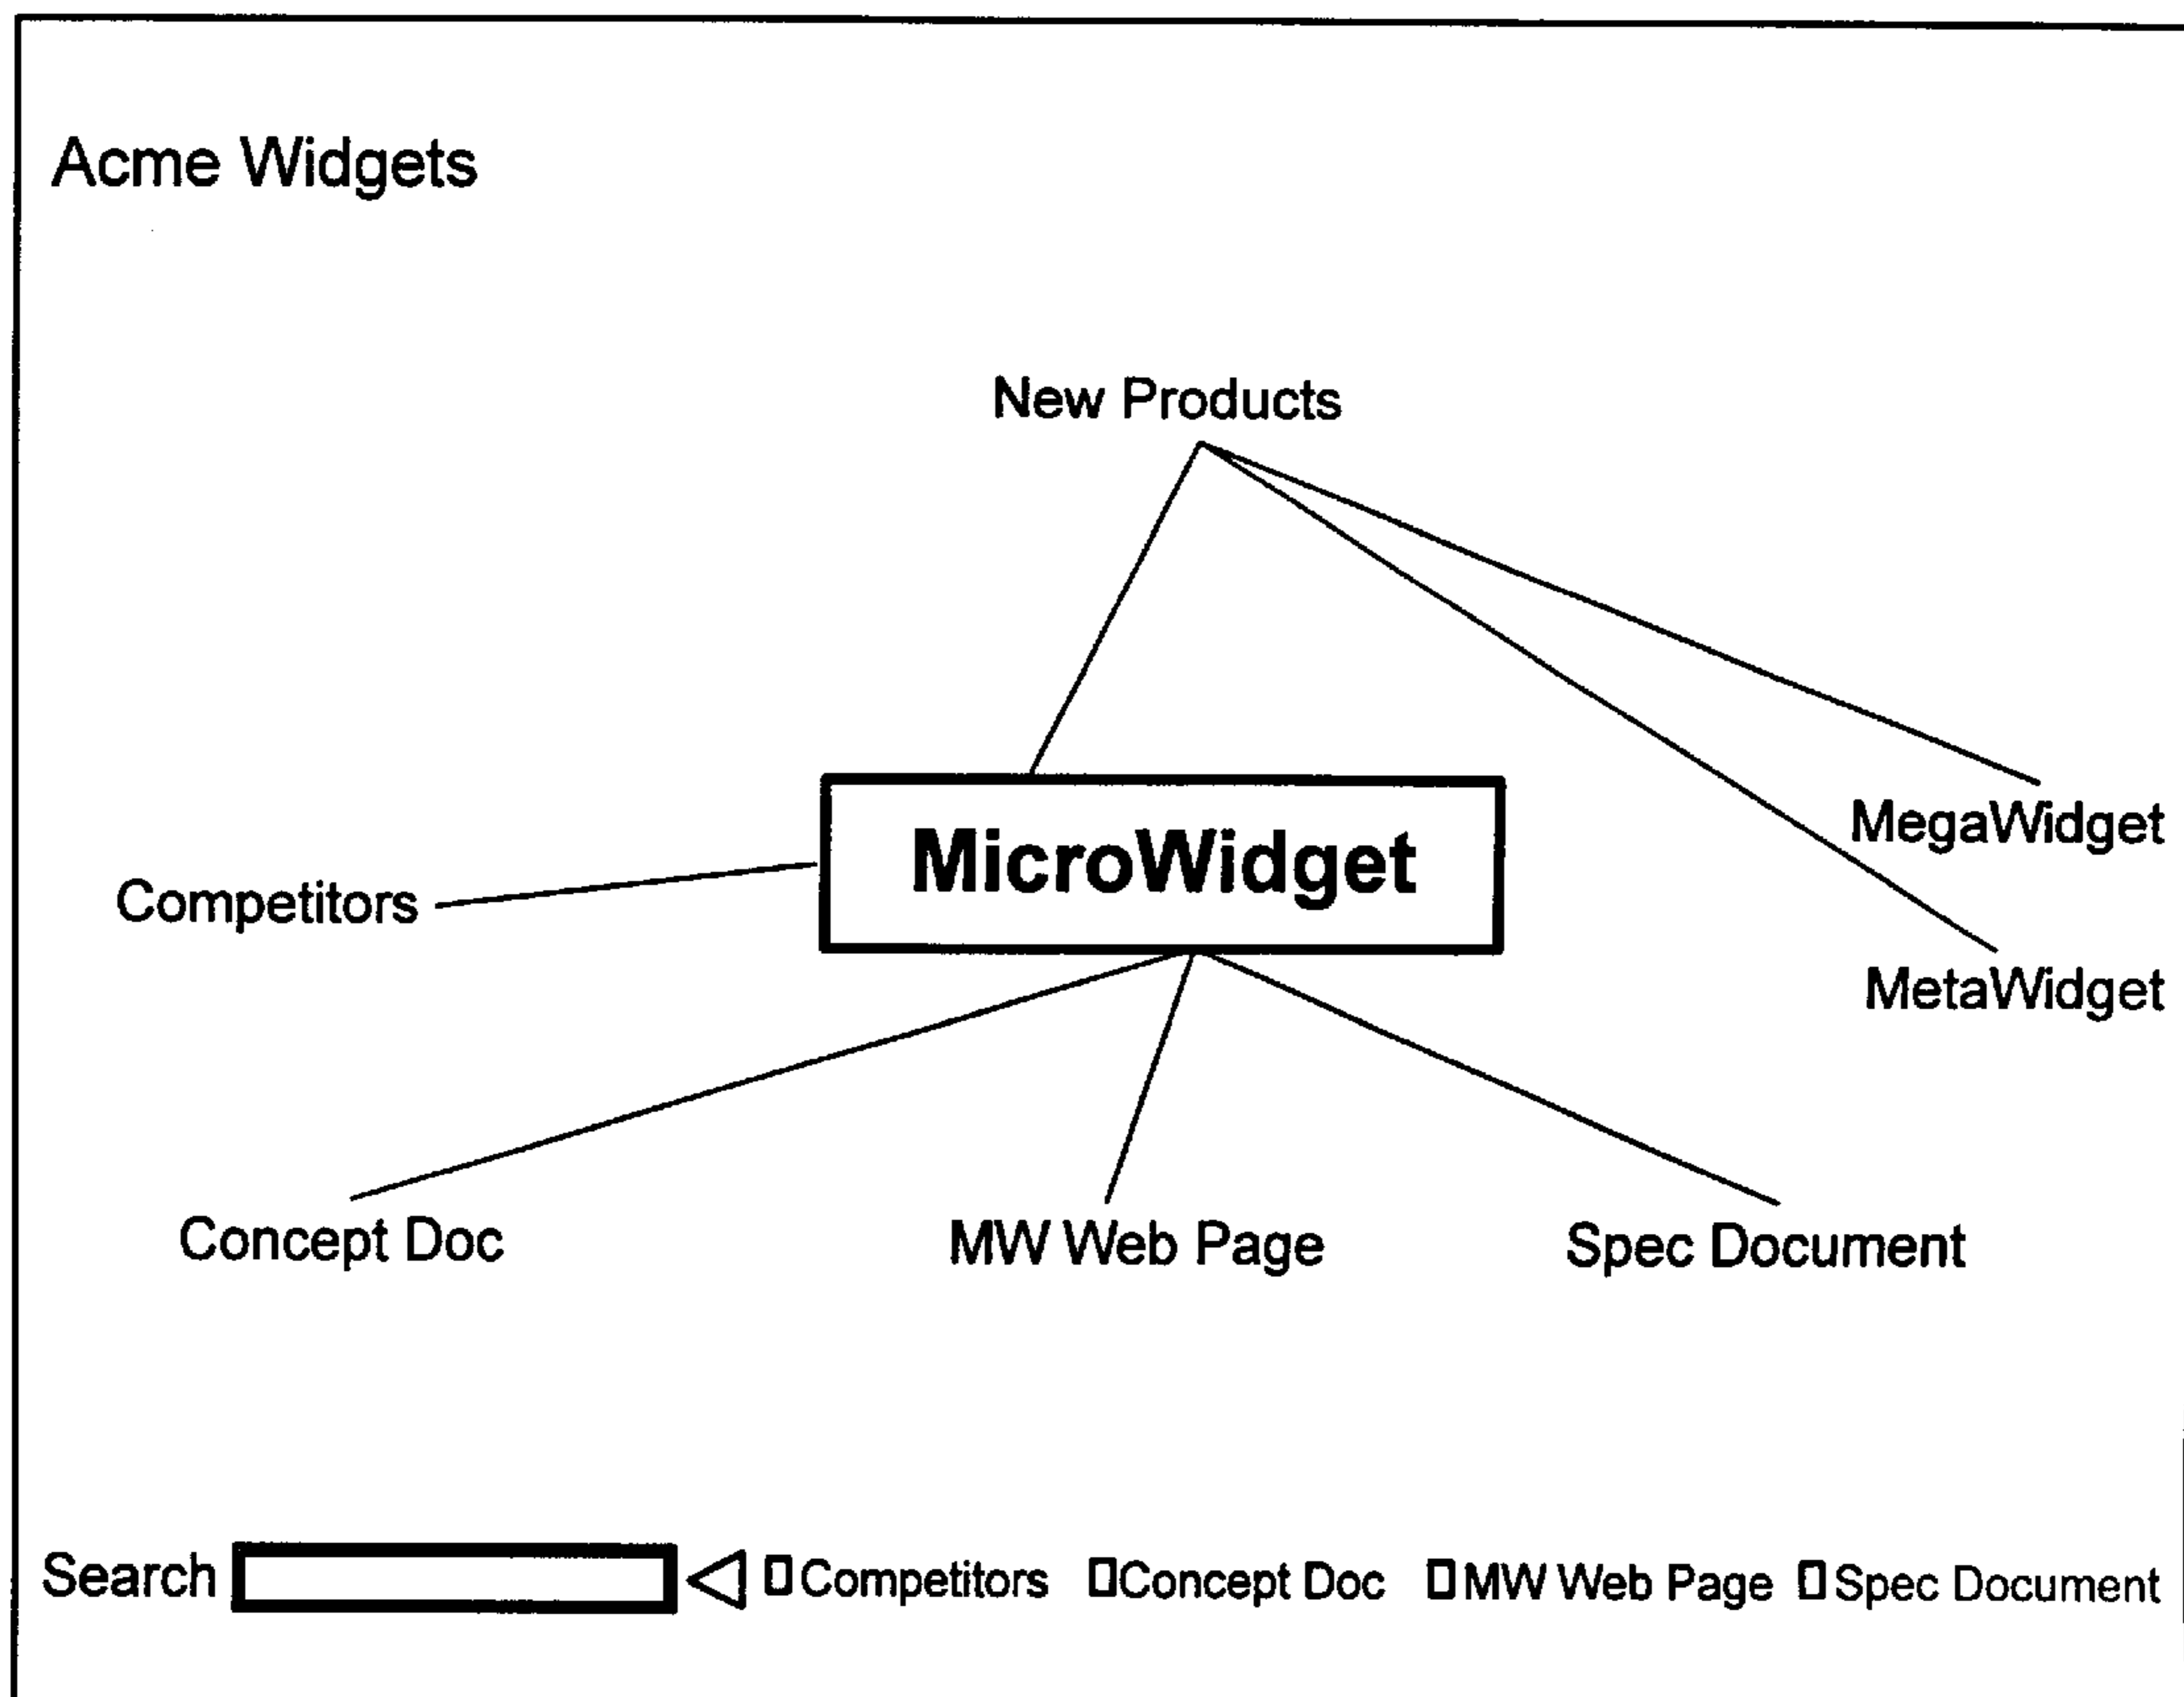 Acme Widgets
New Products
MicroWidget
MegaWidget
Competitors
MetaWidget
Concept Doc
MW Web Page
Spec Document
Search
Competitors
Concept Doc
MW Web Page
Spec Document